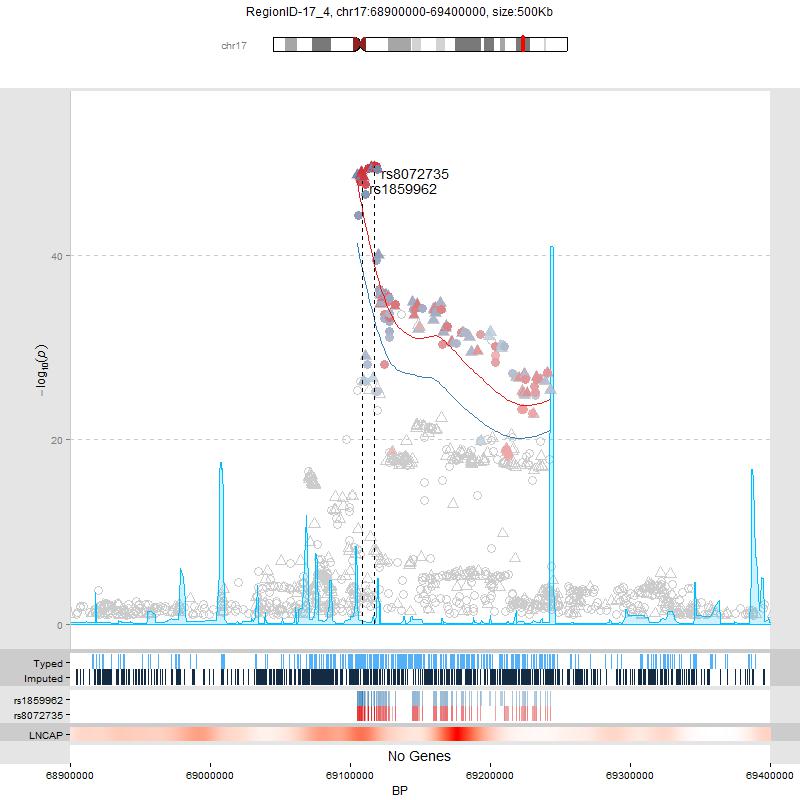 RegionID-17_4, chr17:68900000-69400000, size:500Kb
chr17
rs8072735
rs1859962
40
20
0
−log10(p)
Typed
Imputed
rs1859962
rs8072735
LNCAP
No Genes
68900000 69000000 69100000 69200000 69300000 69400000
BP